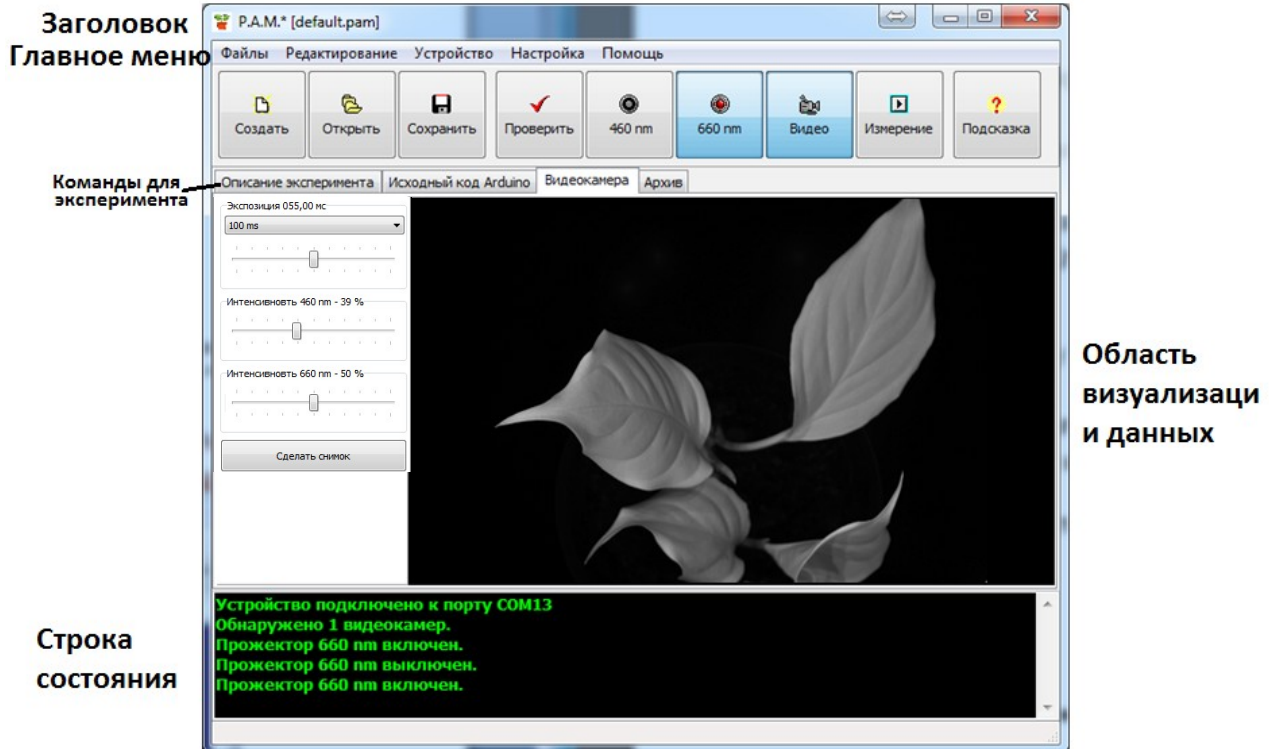 Заголовок
Главное меню
P.A.M.* [default.pam]
Файлы Редактирование Устройство Настройка Помощь
Создать Открыть Сохранить Проверить 460 nm 660 nm Видео Измерение Подсказка
Команды для
эксперимента
Описание эксперимента Исходный код Arduino Видеокамера Архив
Экспозиция 055,00 мс
100 ms
Интенсивновть 460 nm - 39 %
Интенсивновть 660 nm - 50 %
Сделать снимок
Область
визуализаци
и данных
Устройство подключено к порту COM13
Обнаружено 1 видеокамер.
Прожектор 660 nm включен.
Прожектор 660 nm выключен.
Прожектор 660 nm включен.
Строка
состояния